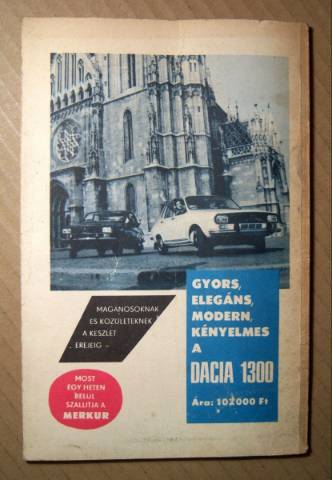 MAGÁNOSOKNAK
ÉS KÖZÜLETEKNEK
A KÉSZLET
EREJÉIG –
MOST
EGY HÉTEN
BELÜL
SZÁLLÍTJA A
MERKUR
GYORS,
ELEGÁNS,
MODERN,
KÉNYELMES
A
DACIA 1300
Ára: 102000 Ft